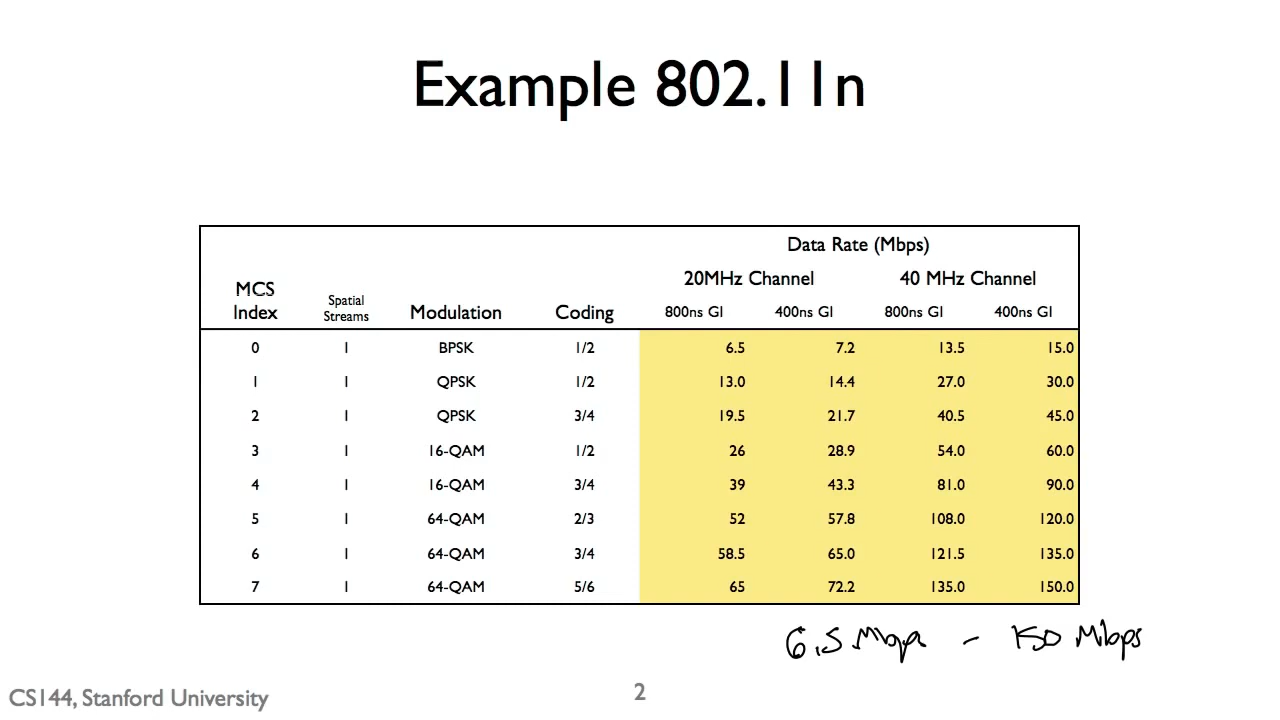 Example 802.11n
Data Rate (Mbps)
20MHz Channel 40 MHz Channel
MCS Index Spatial Streams Modulation Coding 800ns GI 400ns GI 800ns GI 400ns GI
0 1 BPSK 1/2 6.5 7.2 13.5 15.0
1 1 QPSK 1/2 13.0 14.4 27.0 30.0
2 1 QPSK 3/4 19.5 21.7 40.5 45.0
3 1 16-QAM 1/2 26 28.9 54.0 60.0
4 1 16-QAM 3/4 39 43.3 81.0 90.0
5 1 64-QAM 2/3 52 57.8 108.0 120.0
6 1 64-QAM 3/4 58.5 65.0 121.5 135.0
7 1 64-QAM 5/6 65 72.2 135.0 150.0
6.5 Mbps - 150 Mbps
CS144, Stanford University 2